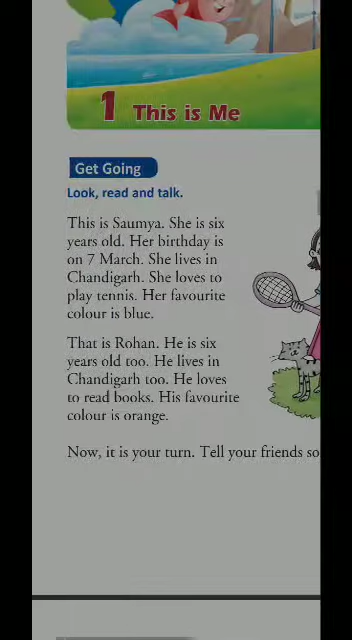 1 This is Me
Get Going
Look, read and talk.
This is Saumya. She is six
years old. Her birthday is
on 7 March. She lives in
Chandigarh. She loves to
play tennis. Her favourite
colour is blue.
That is Rohan. He is six
years old too. He lives in
Chandigarh too. He loves
to read books. His favourite
colour is orange.
Now, it is your turn. Tell your friends so